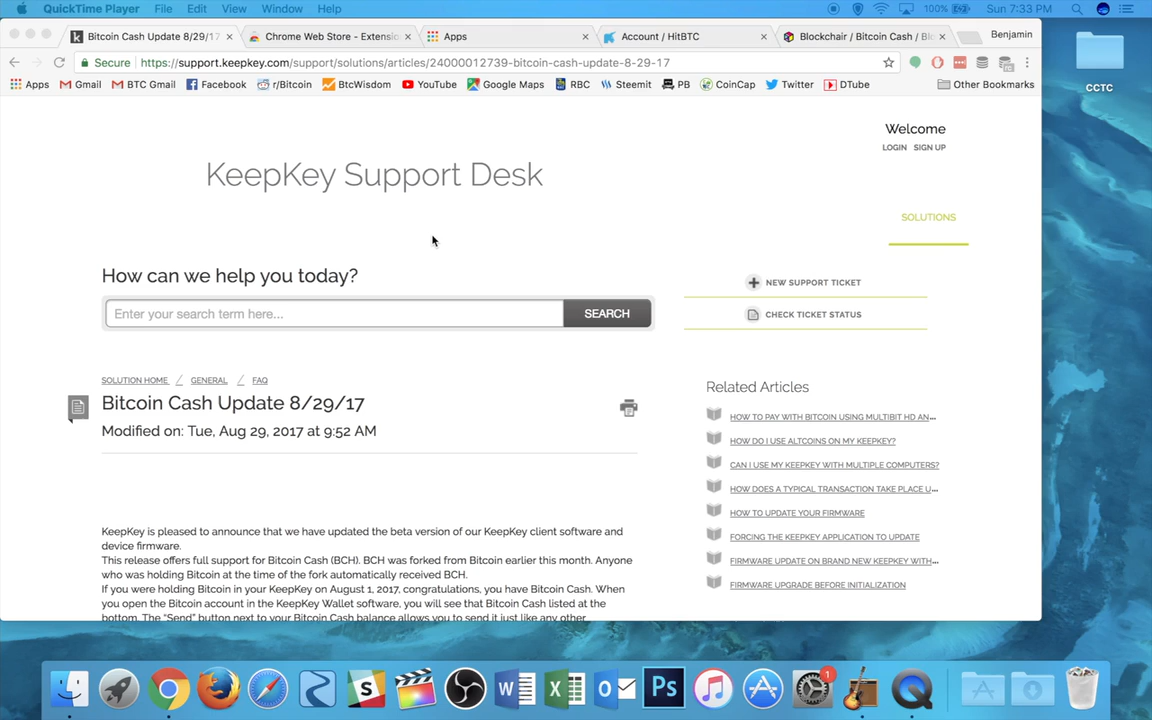 QuickTime Player File Edit View Window Help 100% Sun 7:33 PM
Bitcoin Cash Update 8/29/17 Chrome Web Store - Extension Apps Account / HitBTC Blockchair / Bitcoin Cash / Blo Benjamin
Secure https://support.keepkey.com/support/solutions/articles/24000012739-bitcoin-cash-update-8-29-17
Apps Gmail BTC Gmail Facebook r/Bitcoin BtcWisdom YouTube Google Maps RBC Steemit PB CoinCap Twitter DTube Other Bookmarks
CCTC
Welcome
LOGIN SIGN UP
KeepKey Support Desk
SOLUTIONS
How can we help you today?
Enter your search term here... SEARCH
NEW SUPPORT TICKET
CHECK TICKET STATUS
SOLUTION HOME / GENERAL / FAQ
Bitcoin Cash Update 8/29/17
Modified on: Tue, Aug 29, 2017 at 9:52 AM
KeepKey is pleased to announce that we have updated the beta version of our KeepKey client software and
device firmware.
This release offers full support for Bitcoin Cash (BCH). BCH was forked from Bitcoin earlier this month. Anyone
who was holding Bitcoin at the time of the fork automatically received BCH.
If you were holding Bitcoin in your KeepKey on August 1, 2017, congratulations, you have Bitcoin Cash. When
you open the Bitcoin account in the KeepKey Wallet software, you will see that Bitcoin Cash listed at the
bottom. The “Send” button next to your Bitcoin Cash balance allows you to send it just like any other
Related Articles
HOW TO PAY WITH BITCOIN USING MULTIBIT HD AN...
HOW DO I USE ALTCOINS ON MY KEEPKEY?
CAN I USE MY KEEPKEY WITH MULTIPLE COMPUTERS?
HOW DOES A TYPICAL TRANSACTION TAKE PLACE U...
HOW TO UPDATE YOUR FIRMWARE
FORCING THE KEEPKEY APPLICATION TO UPDATE
FIRMWARE UPDATE ON BRAND NEW KEEPKEY WITH...
FIRMWARE UPGRADE BEFORE INITIALIZATION
S W X O Ps 1